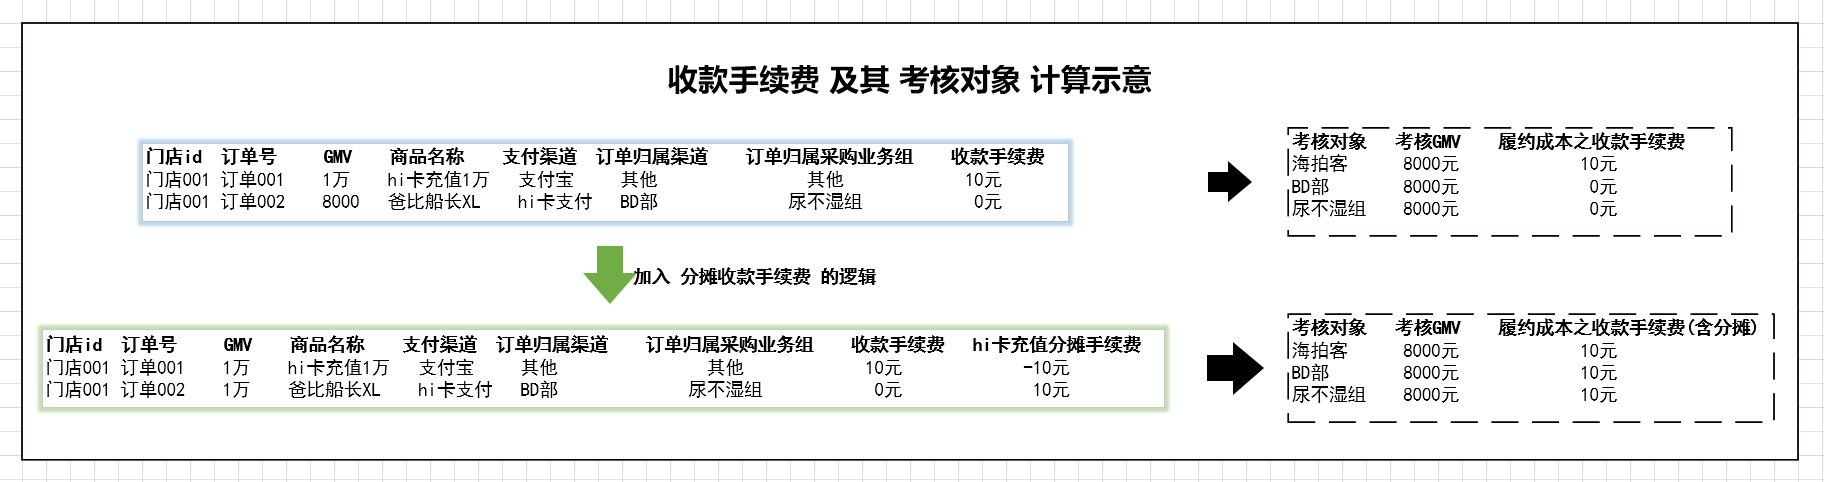 收款手续费 及其 考核对象 计算示意
门店id 订单号 GMV 商品名称 支付渠道 订单归属渠道 订单归属采购业务组 收款手续费
门店001 订单001 1万 hi卡充值1万 支付宝 其他 其他 10元
门店001 订单002 8000 爸比船长XL hi卡支付 BD部 尿不湿组 0元
考核对象 考核GMV 履约成本之收款手续费
海拍客 8000元 10元
BD部 8000元 0元
尿不湿组 8000元 0元
加入 分摊收款手续费 的逻辑
门店id 订单号 GMV 商品名称 支付渠道 订单归属渠道 订单归属采购业务组 收款手续费 hi卡充值分摊手续费
门店001 订单001 1万 hi卡充值1万 支付宝 其他 其他 10元 -10元
门店001 订单002 1万 爸比船长XL hi卡支付 BD部 尿不湿组 0元 10元
考核对象 考核GMV 履约成本之收款手续费(含分摊)
海拍客 8000元 10元
BD部 8000元 10元
尿不湿组 8000元 10元